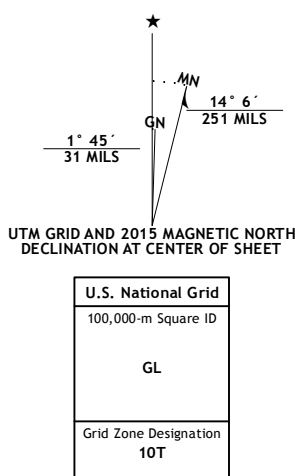 ★
MN
GN
14° 6´
251 MILS
1° 45´
31 MILS
UTM GRID AND 2015 MAGNETIC NORTH
DECLINATION AT CENTER OF SHEET
U.S. National Grid
100,000-m Square ID
GL
Grid Zone Designation
10T